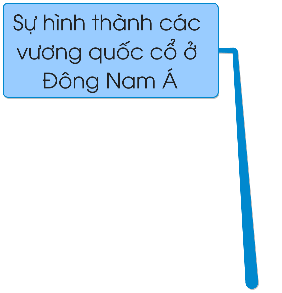 Sự hình thành các
vương quốc cổ ở
Đông Nam Á